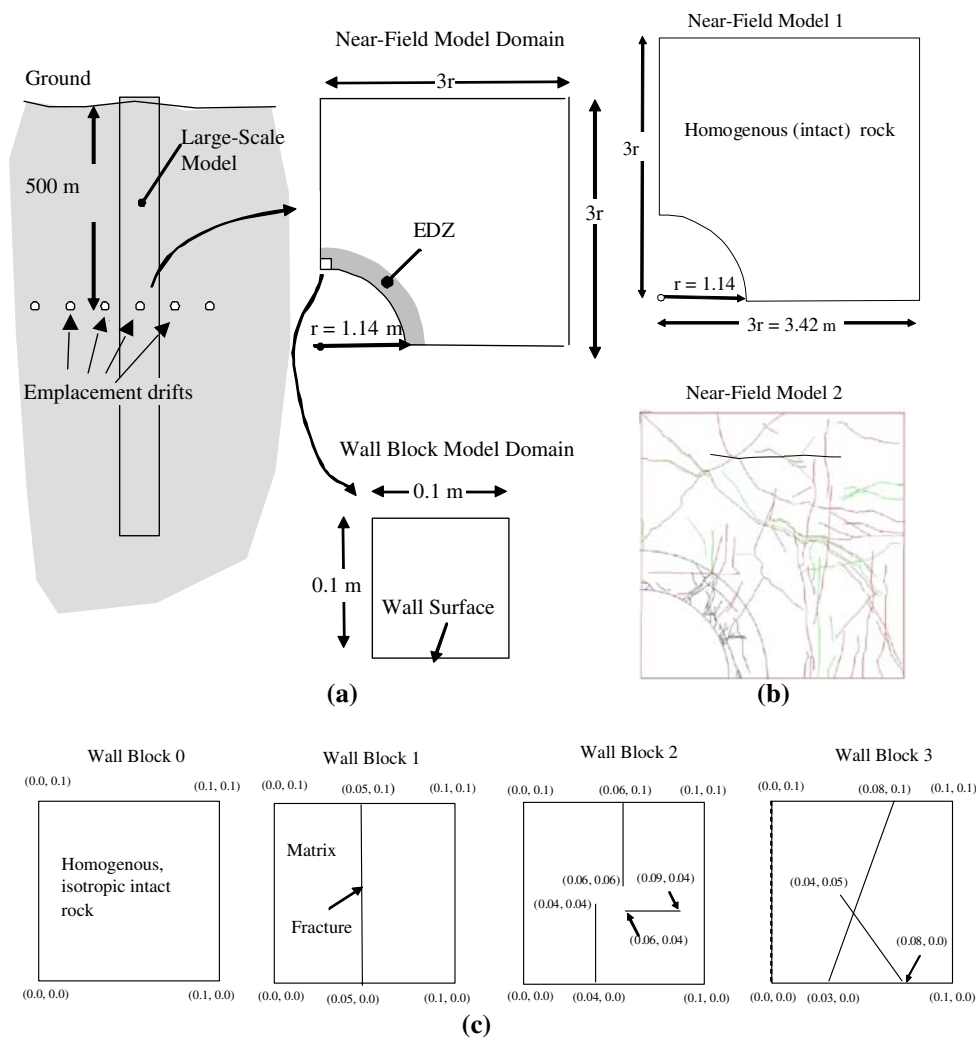 Ground
500 m
Large-Scale
Model
Emplacement drifts
Near-Field Model Domain
3r
3r
EDZ
r = 1.14 m
Wall Block Model Domain
0.1 m
0.1 m
Wall Surface
(a)
Near-Field Model 1
Homogenous (intact) rock
3r
r = 1.14
3r = 3.42 m
Near-Field Model 2
(b)
Wall Block 0
(0.0, 0.1)
(0.1, 0.1)
Homogenous,
isotropic intact
rock
(0.0, 0.0)
(0.1, 0.0)
Wall Block 1
(0.0, 0.1)
(0.05, 0.1)
(0.1, 0.1)
Matrix
Fracture
(0.0, 0.0)
(0.05, 0.0)
(0.1, 0.0)
Wall Block 2
(0.0, 0.1)
(0.06, 0.1)
(0.1, 0.1)
(0.06, 0.06)
(0.09, 0.04)
(0.04, 0.04)
(0.06, 0.04)
(0.0, 0.0)
(0.04, 0.0)
(0.1, 0.0)
Wall Block 3
(0.0, 0.1)
(0.08, 0.1)
(0.1, 0.1)
(0.04, 0.05)
(0.08, 0.0)
(0.0, 0.0)
(0.03, 0.0)
(0.1, 0.0)
(c)